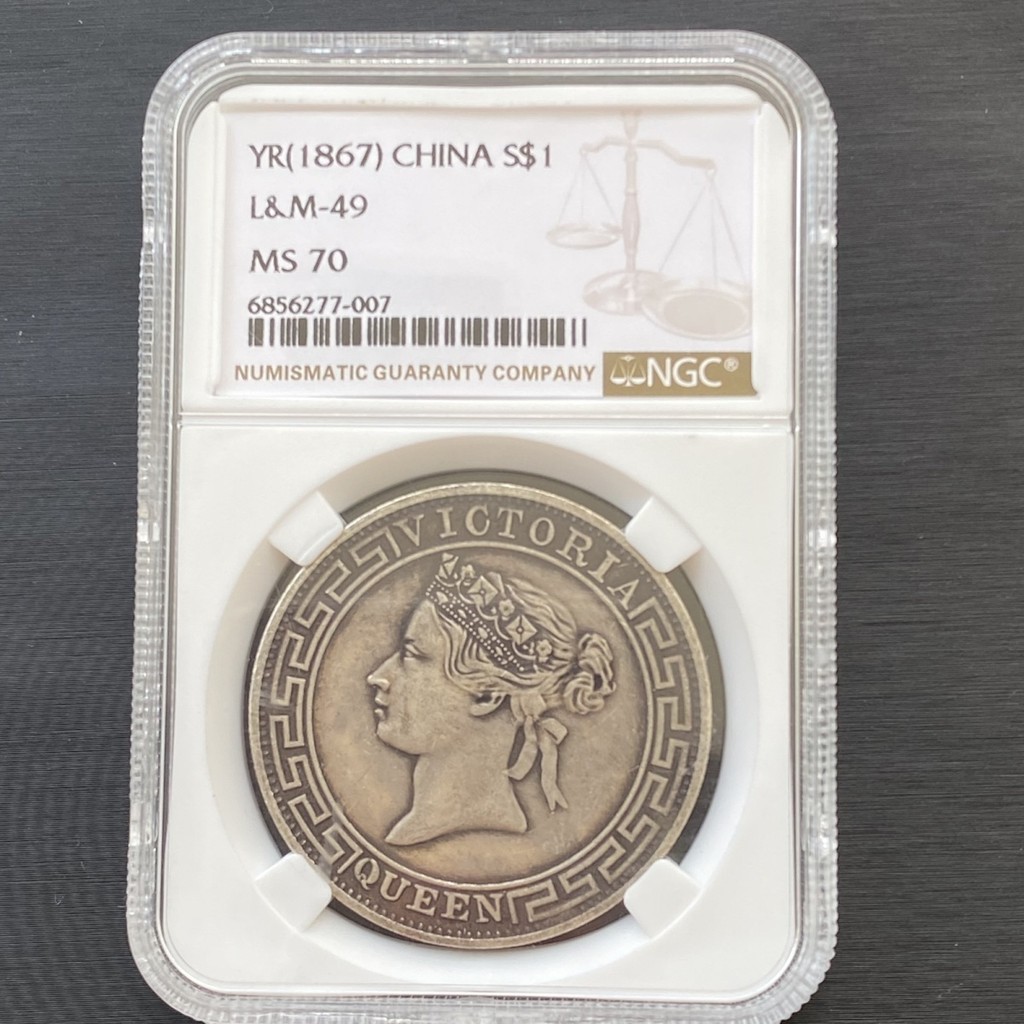 YR(1867) CHINA S$1
L&M-49
MS 70
6856277-007
NUMISMATIC GUARANTY COMPANY NGC®
VICTORIA
QUEEN